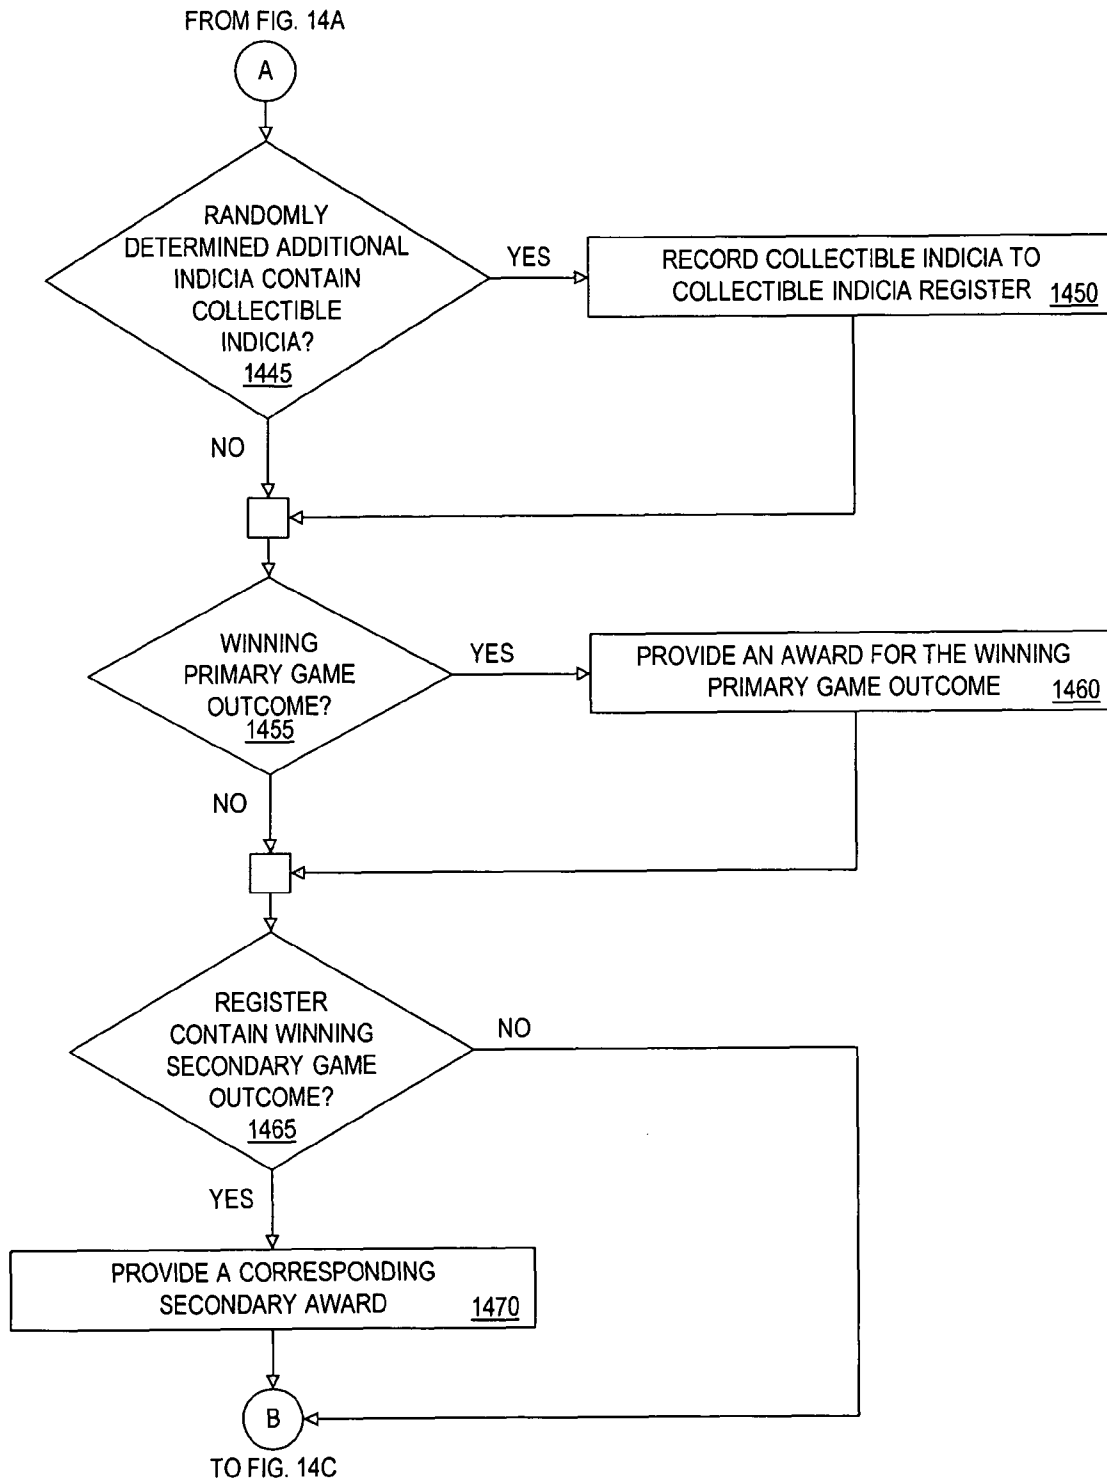 FROM FIG. 14A
A
RANDOMLY
DETERMINED ADDITIONAL
INDICIA CONTAIN
COLLECTIBLE
INDICIA?
1445
YES
RECORD COLLECTIBLE INDICIA TO
COLLECTIBLE INDICIA REGISTER 1450
NO
WINNING
PRIMARY GAME
OUTCOME?
1455
YES
PROVIDE AN AWARD FOR THE WINNING
PRIMARY GAME OUTCOME 1460
NO
REGISTER
CONTAIN WINNING
SECONDARY GAME
OUTCOME?
1465
NO
YES
PROVIDE A CORRESPONDING
SECONDARY AWARD 1470
B
TO FIG. 14C